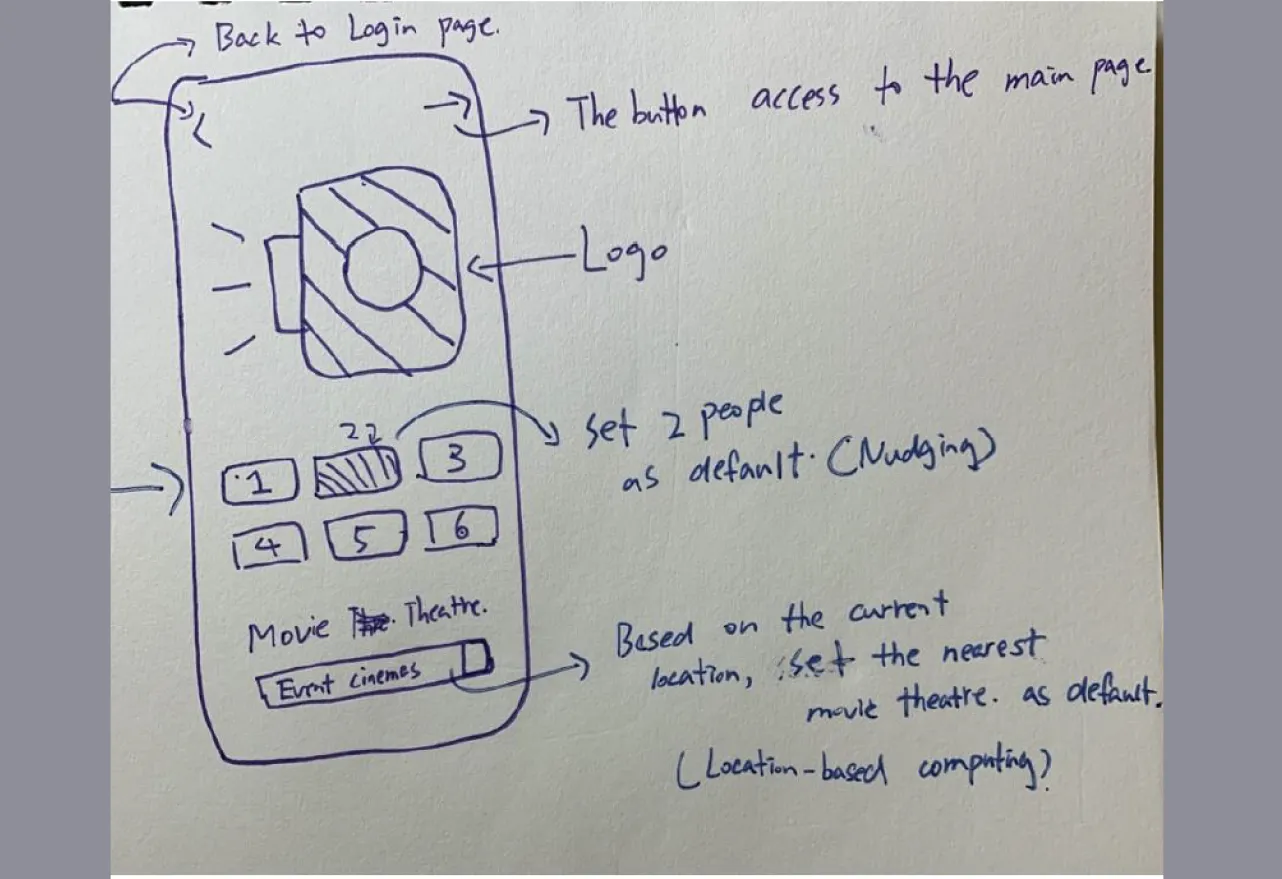 Back to Login page.
The button access to the main page
Logo
22
set 2 people
as default. (Nudging)
1
3
4
5
6
Movie Theatre.
Event cinemas
Based on the current
location, set the nearest
movie theatre. as default.
(Location-based computing)